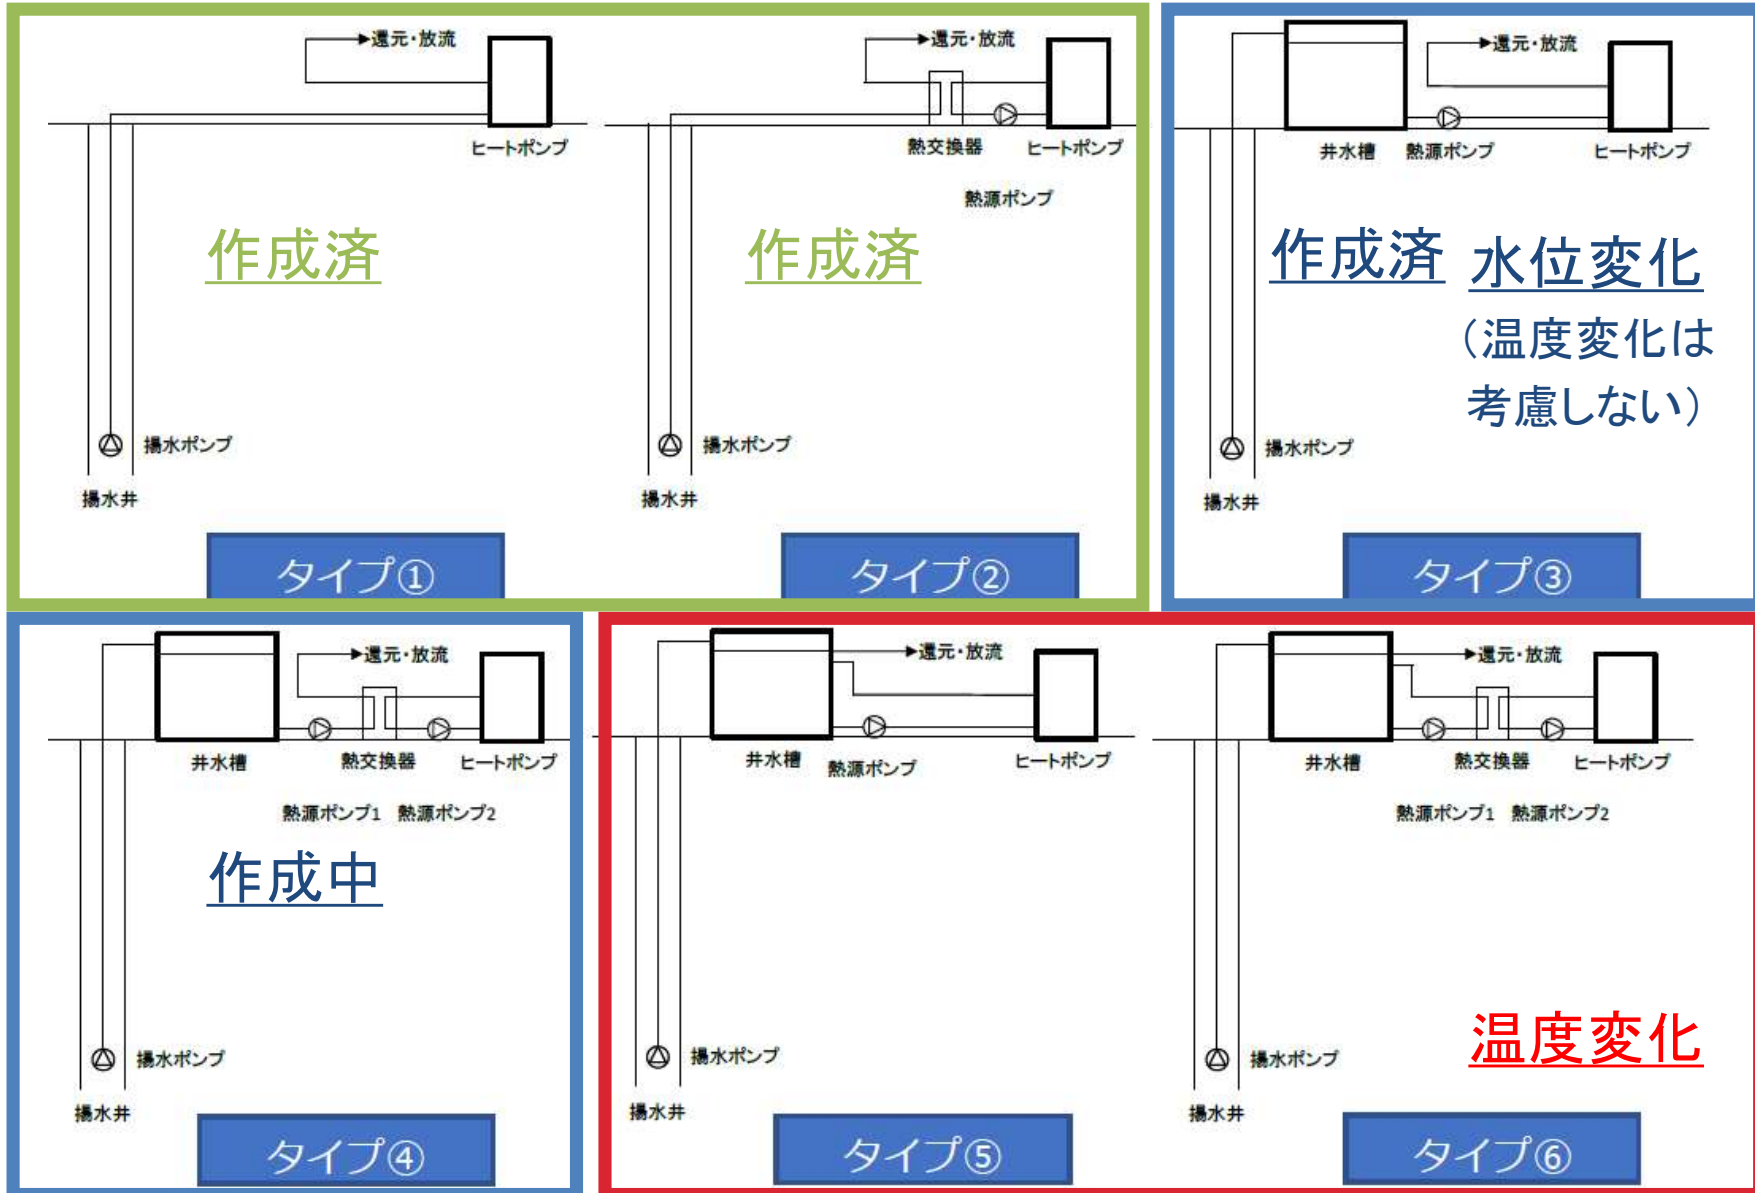 還元・放流
ヒートポンプ
作成済
揚水ポンプ
揚水井
タイプ①
還元・放流
熱交換器
ヒートポンプ
熱源ポンプ
作成済
揚水ポンプ
揚水井
タイプ②
還元・放流
井水槽
熱源ポンプ
ヒートポンプ
作成済
水位変化
（温度変化は
考慮しない）
揚水ポンプ
揚水井
タイプ③
還元・放流
井水槽
熱交換器
ヒートポンプ
熱源ポンプ1
熱源ポンプ2
作成中
揚水ポンプ
揚水井
タイプ④
還元・放流
井水槽
熱源ポンプ
ヒートポンプ
揚水ポンプ
揚水井
タイプ⑤
還元・放流
井水槽
熱交換器
ヒートポンプ
熱源ポンプ1
熱源ポンプ2
温度変化
揚水ポンプ
揚水井
タイプ⑥